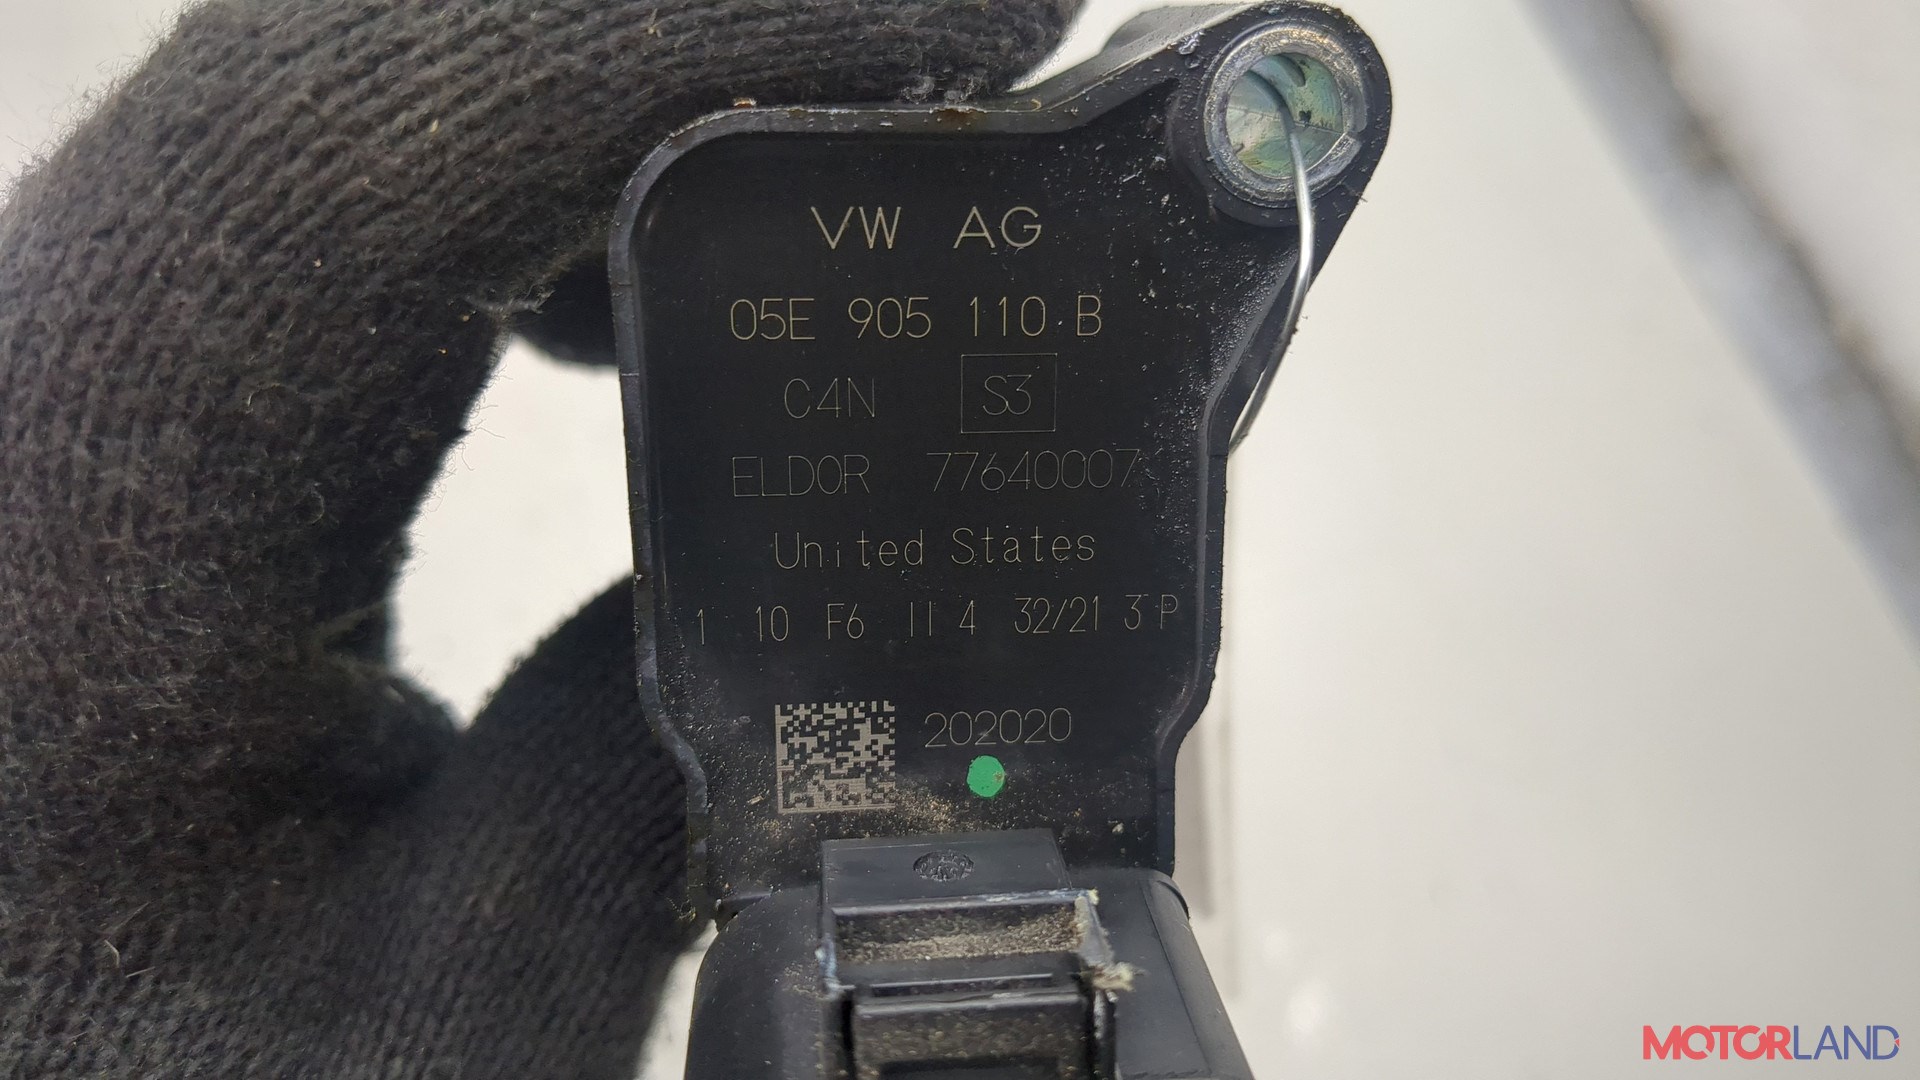 VW AG
05E 905 110 B
C4N S3
ELDOR 77640007
United States
1 10 F6 II 4 32/21 3 P
202020
MOTORLAND